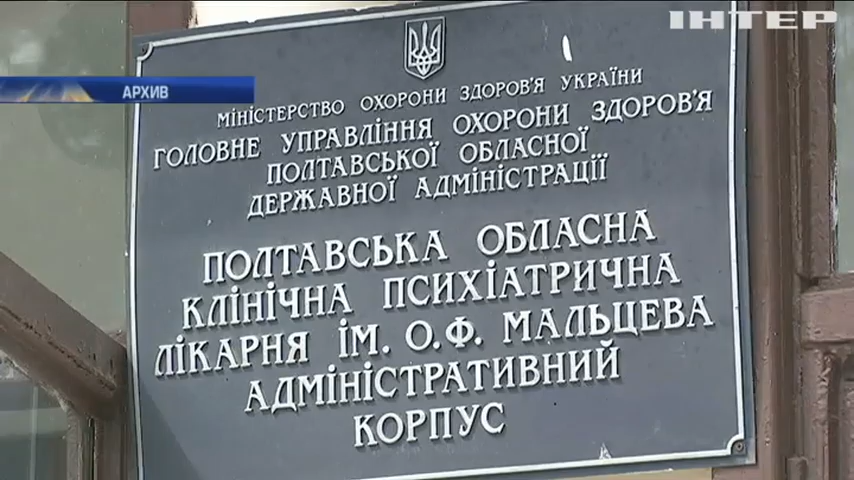 ІНТЕР
АРХИВ
МІНІСТЕРСТВО ОХОРОНИ ЗДОРОВ'Я УКРАЇНИ
ГОЛОВНЕ УПРАВЛІННЯ ОХОРОНИ ЗДОРОВ'Я
ПОЛТАВСЬКОЇ ОБЛАСНОЇ
ДЕРЖАВНОЇ АДМІНІСТРАЦІЇ
ПОЛТАВСЬКА ОБЛАСНА
КЛІНІЧНА ПСИХІАТРИЧНА
ЛІКАРНЯ ІМ. О.Ф. МАЛЬЦЕВА
АДМІНІСТРАТИВНИЙ
КОРПУС